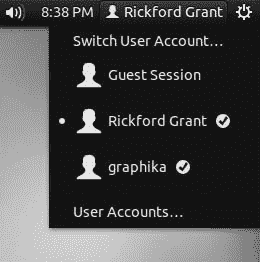 8:38 PM Rickford Grant
Switch User Account...
Guest Session
Rickford Grant
graphika
User Accounts...